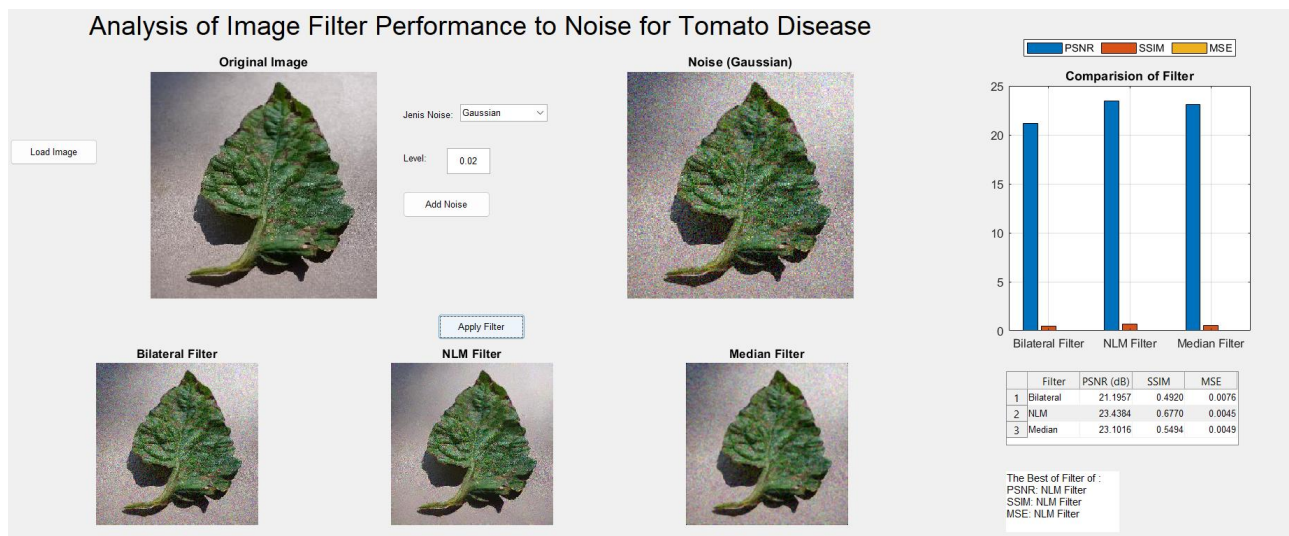 Analysis of Image Filter Performance to Noise for Tomato Disease
Original Image
Noise (Gaussian)
Load Image
Jenis Noise: Gaussian
Level: 0.02
Add Noise
Apply Filter
Bilateral Filter
NLM Filter
Median Filter
PSNR SSIM MSE
Comparision of Filter
25
20
15
10
5
0
Bilateral Filter NLM Filter Median Filter
Filter PSNR (dB) SSIM MSE
1 Bilateral 21.1957 0.4920 0.0076
2 NLM 23.4384 0.6770 0.0045
3 Median 23.1016 0.5494 0.0049
The Best of Filter of :
PSNR: NLM Filter
SSIM: NLM Filter
MSE: NLM Filter